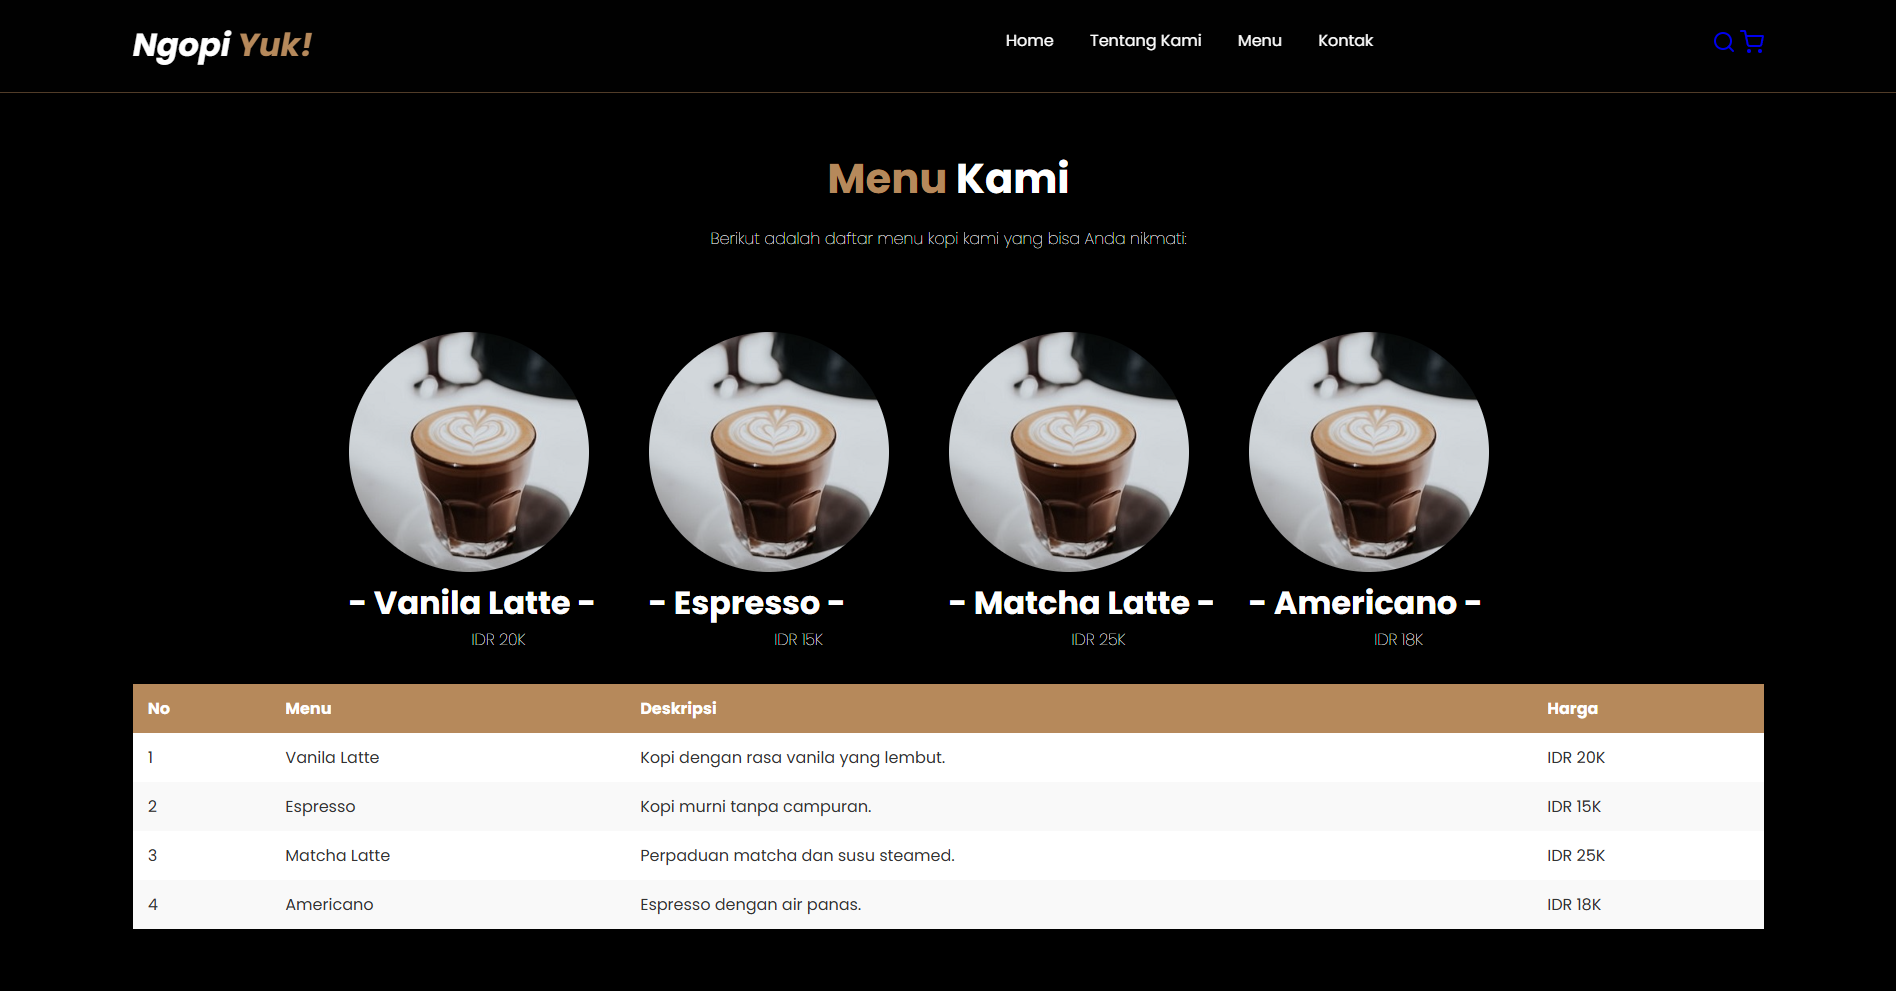 Ngopi Yuk!
Home Tentang Kami Menu Kontak
Menu Kami
Berikut adalah daftar menu kopi kami yang bisa Anda nikmati:
- Vanila Latte - - Espresso - - Matcha Latte - - Americano -
IDR 20K IDR 15K IDR 25K IDR 18K
No Menu Deskripsi Harga
1 Vanila Latte Kopi dengan rasa vanila yang lembut. IDR 20K
2 Espresso Kopi murni tanpa campuran. IDR 15K
3 Matcha Latte Perpaduan matcha dan susu steamed. IDR 25K
4 Americano Espresso dengan air panas. IDR 18K